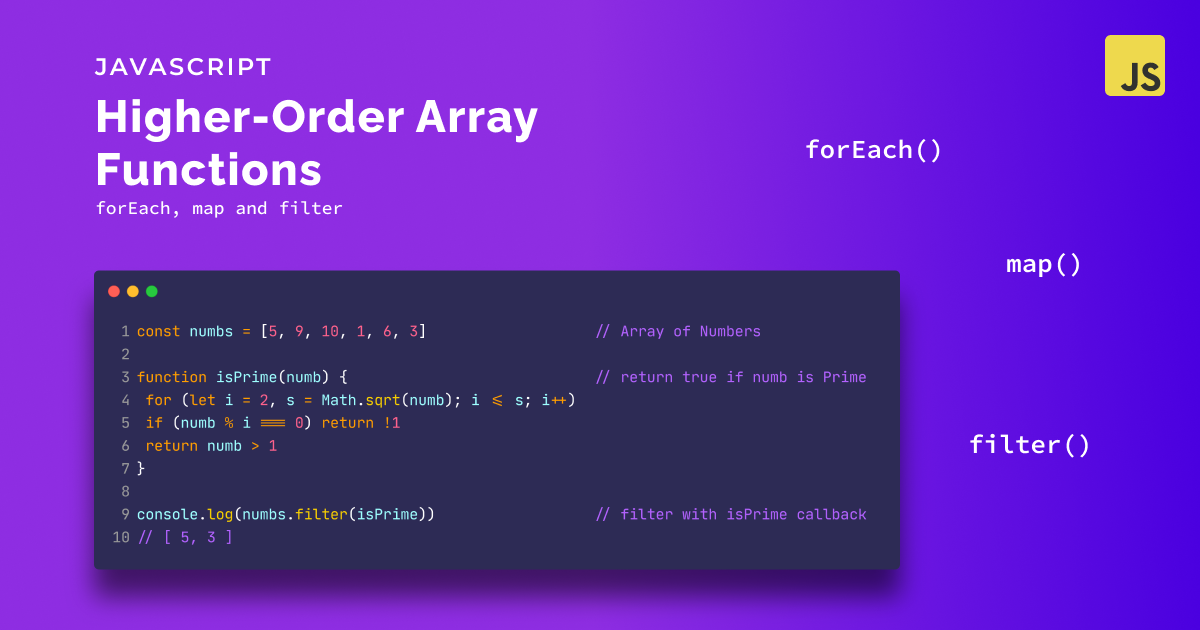 JAVASCRIPT
Higher-Order Array
Functions
forEach, map and filter
JS
forEach()
map()
filter()
1 const numbs = [5, 9, 10, 1, 6, 3] // Array of Numbers
2
3 function isPrime(numb) { // return true if numb is Prime
4 for (let i = 2, s = Math.sqrt(numb); i <= s; i++)
5 if (numb % i === 0) return !1
6 return numb > 1
7 }
8
9 console.log(numbs.filter(isPrime)) // filter with isPrime callback
10 // [ 5, 3 ]